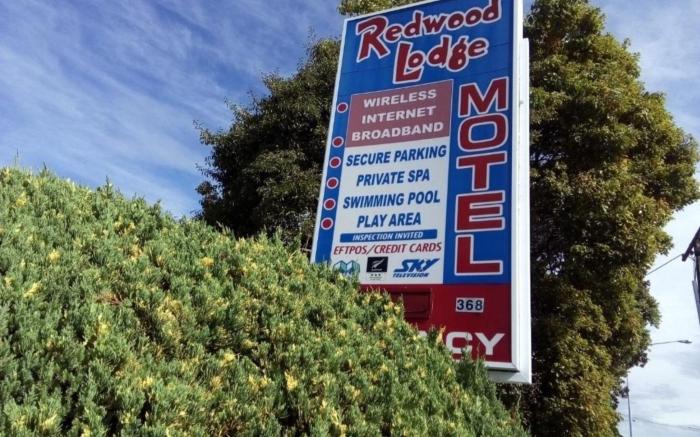 Redwood
Lodge
MOTEL
WIRELESS
INTERNET
BROADBAND
SECURE PARKING
PRIVATE SPA
SWIMMING POOL
PLAY AREA
INSPECTION INVITED
EFTPOS/CREDIT CARDS
SKY
TELEVISION
368
CY